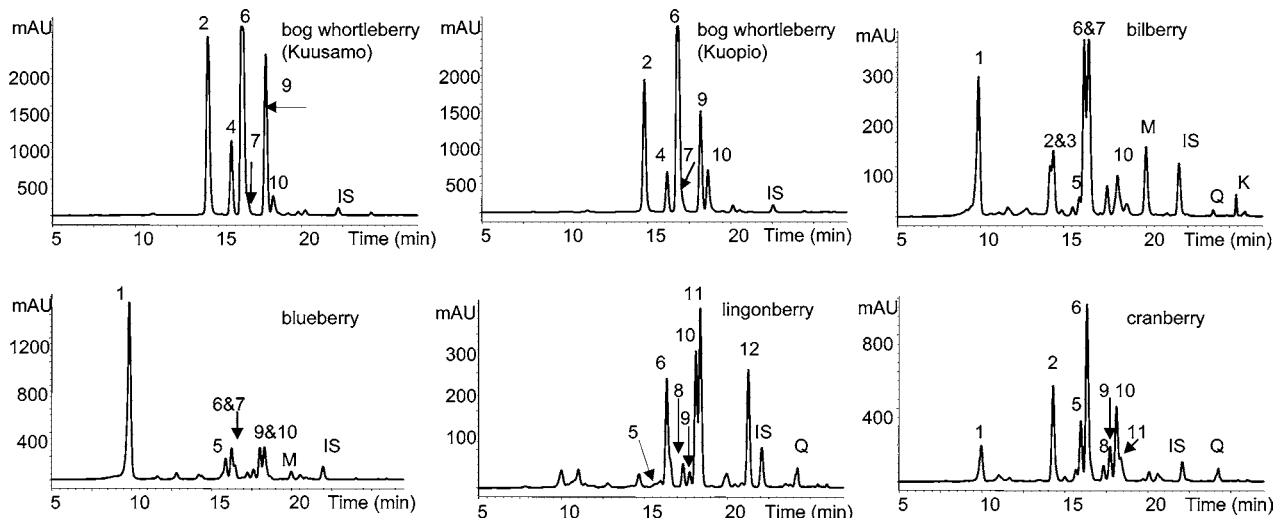 mAU
2
6
bog whortleberry
(Kuusamo)
9
4
7
10
IS
2000
1500
1000
500
5
10
15
20
Time (min)
mAU
6
bog whortleberry
(Kuopio)
2
9
4
7
10
IS
2000
1500
1000
500
5
10
15
20
Time (min)
mAU
6&7
bilberry
1
2&3
M
IS
5
10
Q
K
300
200
100
5
10
15
20
Time (min)
mAU
1
blueberry
6&7
5
9&10
M
IS
1200
800
400
5
10
15
20
Time (min)
mAU
11
lingonberry
10
6
8
12
9
5
IS
Q
300
200
100
5
10
15
20
Time (min)
mAU
6
cranberry
2
9
10
5
1
8
11
IS
Q
800
400
5
10
15
20
Time (min)